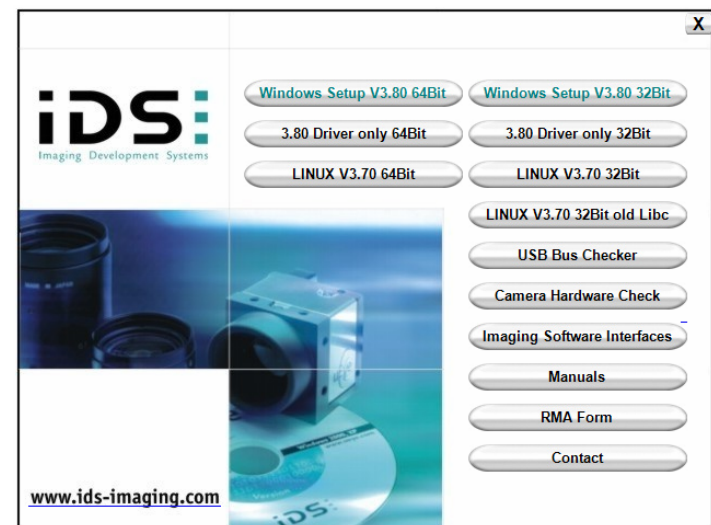 X
iDS:
Imaging Development Systems
Windows Setup V3.80 64Bit
Windows Setup V3.80 32Bit
3.80 Driver only 64Bit
3.80 Driver only 32Bit
LINUX V3.70 64Bit
LINUX V3.70 32Bit
LINUX V3.70 32Bit old Libc
USB Bus Checker
Camera Hardware Check
Imaging Software Interfaces
Manuals
RMA Form
Contact
Version
iDS:
www.ids-imaging.com